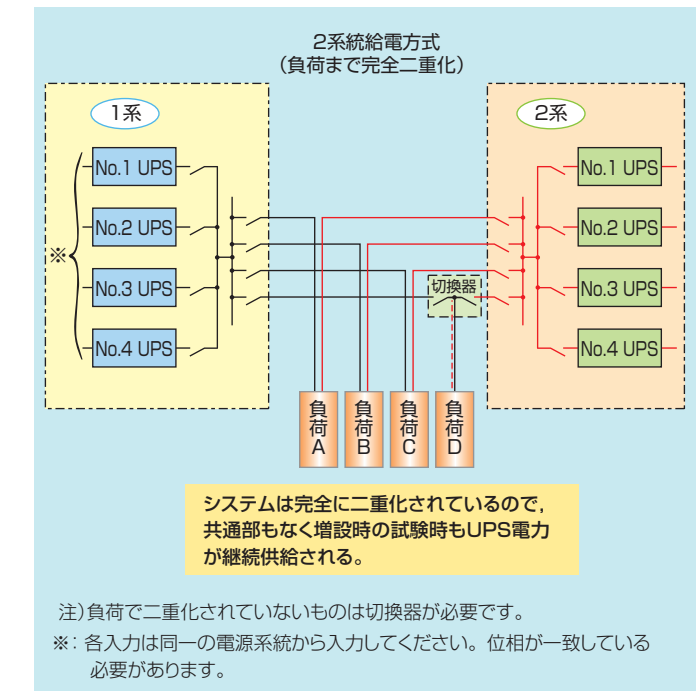 2系統給電方式
（負荷まで完全二重化）
1系
2系
No.1 UPS
No.2 UPS
No.3 UPS
No.4 UPS
※
No.1 UPS
No.2 UPS
No.3 UPS
No.4 UPS
切換器
負荷A
負荷B
負荷C
負荷D
システムは完全に二重化されているので，
共通部もなく増設時の試験時もUPS電力
が継続供給される。
注）負荷で二重化されていないものは切換器が必要です。
※：各入力は同一の電源系統から入力してください。位相が一致している
必要があります。